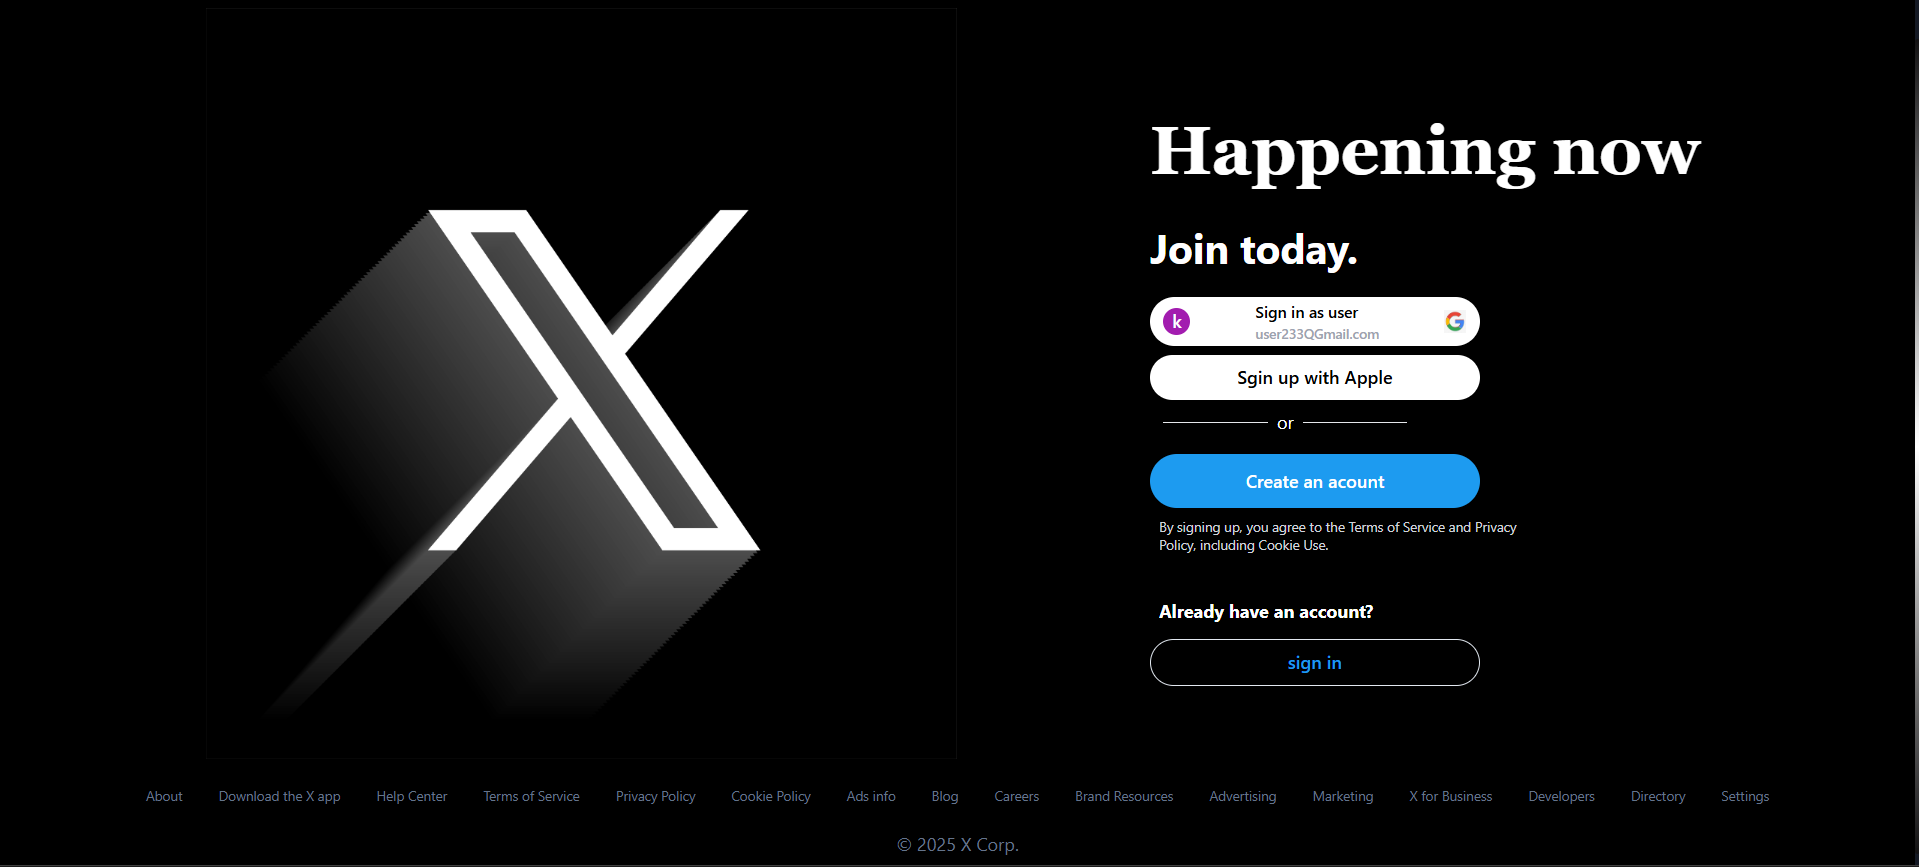 Happening now
Join today.
k
Sign in as user
user233QGmail.com
Sgin up with Apple
or
Create an acount
By signing up, you agree to the Terms of Service and Privacy
Policy, including Cookie Use.
Already have an account?
sign in
About Download the X app Help Center Terms of Service Privacy Policy Cookie Policy Ads info Blog Careers Brand Resources Advertising Marketing X for Business Developers Directory Settings
© 2025 X Corp.